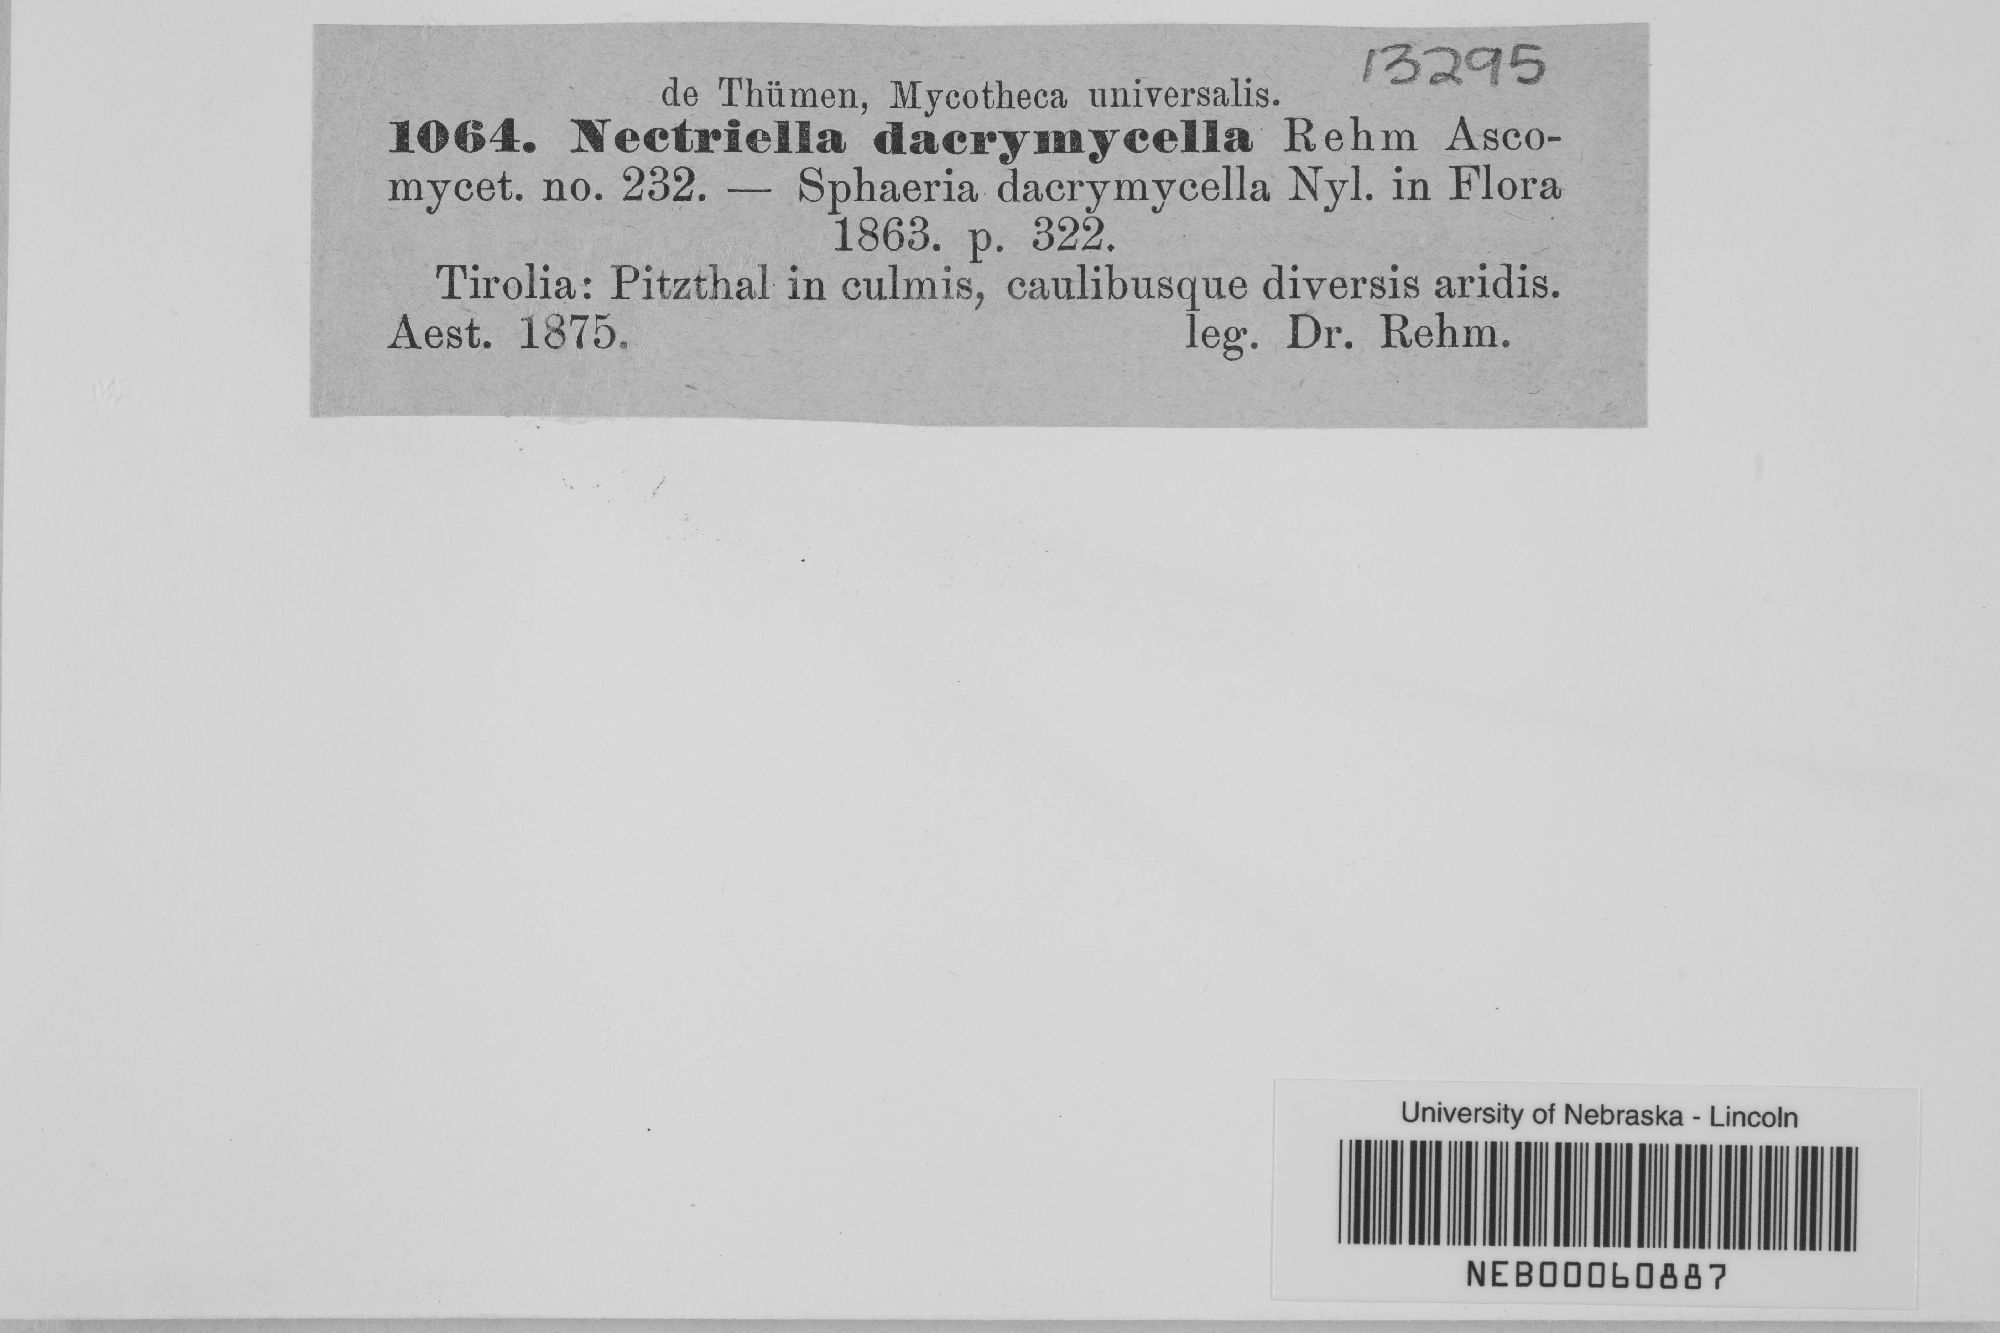 13295
de Thümen, Mycotheca universalis.
1064. Nectriella dacrymycella Rehm Asco-
mycet. no. 232. — Sphaeria dacrymycella Nyl. in Flora
1863. p. 322.
Tirolia: Pitzthal in culmis, caulibusque diversis aridis.
Aest. 1875. leg. Dr. Rehm.
University of Nebraska - Lincoln
NEB00060887